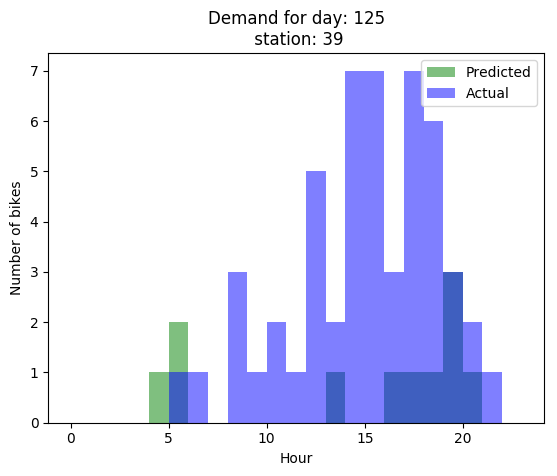 Demand for day: 125
station: 39
Predicted
Actual
Number of bikes
7
6
5
4
3
2
1
0
0 5 10 15 20
Hour